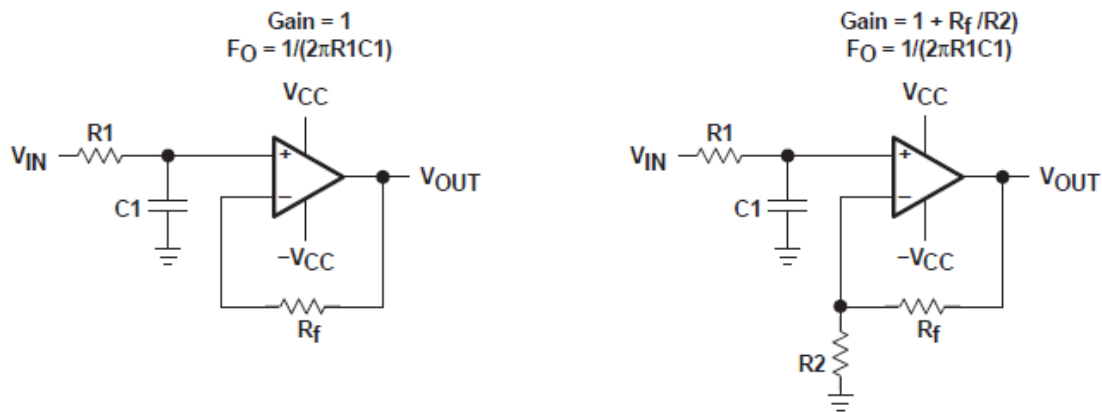 Gain = 1
FO = 1/(2πR1C1)
VCC
R1
VIN
+
VOUT
C1
−
−VCC
Rf
Gain = 1 + Rf /R2)
FO = 1/(2πR1C1)
VCC
R1
VIN
+
VOUT
C1
−
−VCC
Rf
R2